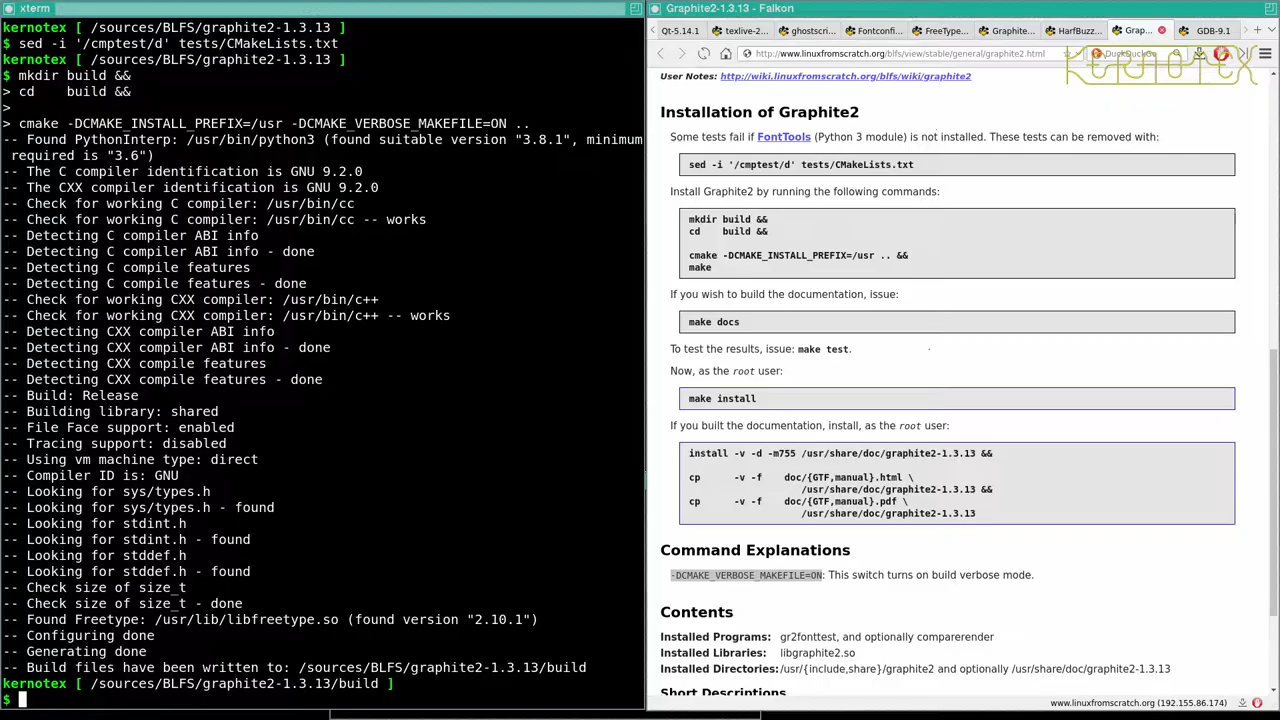 xterm
kernotex [ /sources/BLFS/graphite2-1.3.13 ]
$ sed -i '/cmptest/d' tests/CMakeLists.txt
kernotex [ /sources/BLFS/graphite2-1.3.13 ]
$ mkdir build &&
> cd    build &&
>
> cmake -DCMAKE_INSTALL_PREFIX=/usr -DCMAKE_VERBOSE_MAKEFILE=ON ..
-- Found PythonInterp: /usr/bin/python3 (found suitable version "3.8.1", minimum
 required is "3.6")
-- The C compiler identification is GNU 9.2.0
-- The CXX compiler identification is GNU 9.2.0
-- Check for working C compiler: /usr/bin/cc
-- Check for working C compiler: /usr/bin/cc -- works
-- Detecting C compiler ABI info
-- Detecting C compiler ABI info - done
-- Detecting C compile features
-- Detecting C compile features - done
-- Check for working CXX compiler: /usr/bin/c++
-- Check for working CXX compiler: /usr/bin/c++ -- works
-- Detecting CXX compiler ABI info
-- Detecting CXX compiler ABI info - done
-- Detecting CXX compile features
-- Detecting CXX compile features - done
-- Build: Release
-- Building library: shared
-- File Face support: enabled
-- Tracing support: disabled
-- Using vm machine type: direct
-- Compiler ID is: GNU
-- Looking for sys/types.h
-- Looking for sys/types.h - found
-- Looking for stdint.h
-- Looking for stdint.h - found
-- Looking for stddef.h
-- Looking for stddef.h - found
-- Check size of size_t
-- Check size of size_t - done
-- Found Freetype: /usr/lib/libfreetype.so (found version "2.10.1")
-- Configuring done
-- Generating done
-- Build files have been written to: /sources/BLFS/graphite2-1.3.13/build
kernotex [ /sources/BLFS/graphite2-1.3.13/build ]
$
Graphite2-1.3.13 - Falkon
Qt-5.14.1 texlive-2... ghostscri... Fontconfi... FreeType... Graphite... HarfBuzz... Grap... GDB-9.1
http://www.linuxfromscratch.org/blfs/view/stable/general/graphite2.html DuckDuckGo
KERNOTEX
User Notes: http://wiki.linuxfromscratch.org/blfs/wiki/graphite2
Installation of Graphite2
Some tests fail if FontTools (Python 3 module) is not installed. These tests can be removed with:
sed -i '/cmptest/d' tests/CMakeLists.txt
Install Graphite2 by running the following commands:
mkdir build &&
cd    build &&
cmake -DCMAKE_INSTALL_PREFIX=/usr .. &&
make
If you wish to build the documentation, issue:
make docs
To test the results, issue: make test.
Now, as the root user:
make install
If you built the documentation, install, as the root user:
install -v -d -m755 /usr/share/doc/graphite2-1.3.13 &&
cp      -v -f    doc/{GTF,manual}.html \
/usr/share/doc/graphite2-1.3.13 &&
cp      -v -f    doc/{GTF,manual}.pdf \
/usr/share/doc/graphite2-1.3.13
Command Explanations
-DCMAKE_VERBOSE_MAKEFILE=ON: This switch turns on build verbose mode.
Contents
Installed Programs: gr2fonttest, and optionally comparerender
Installed Libraries: libgraphite2.so
Installed Directories: /usr/{include,share}/graphite2 and optionally /usr/share/doc/graphite2-1.3.13
Short Descriptions
www.linuxfromscratch.org (192.155.86.174)